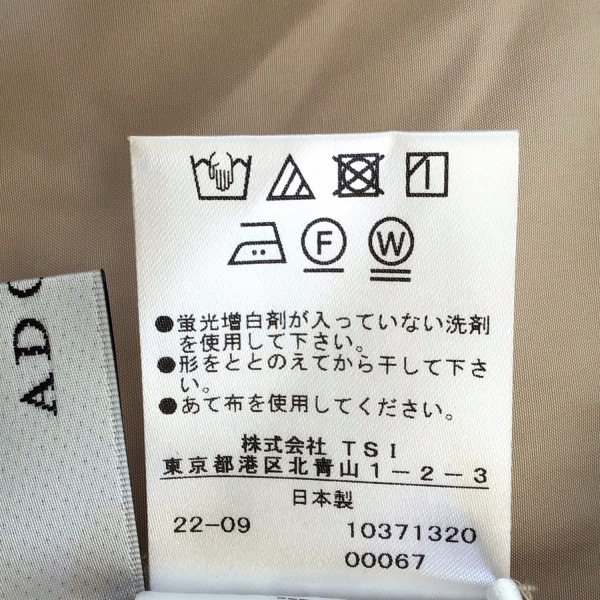 F W
●蛍光増白剤が入っていない洗剤
を使用して下さい。
●形をととのえてから干して下さ
い。
●あて布を使用してください。
株式会社 TSI
東京都港区北青山1-2-3
日本製
22-09 10371320
00067
ADO